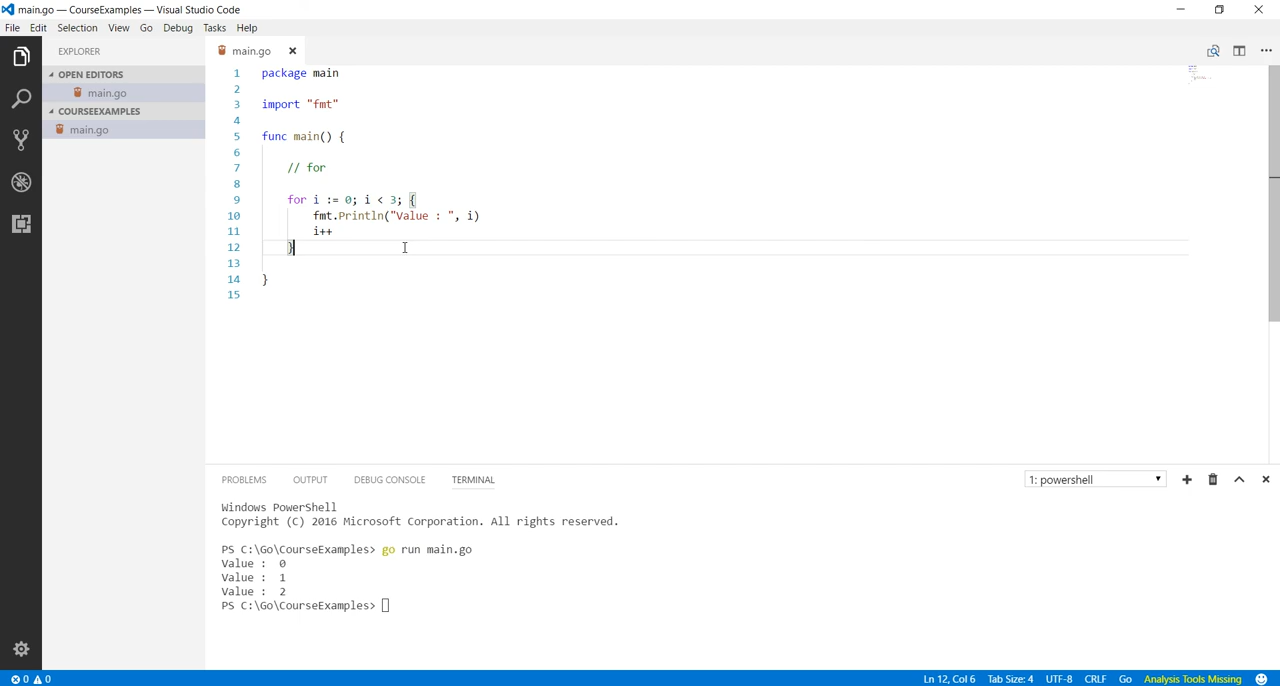 main.go — CourseExamples — Visual Studio Code
File Edit Selection View Go Debug Tasks Help
EXPLORER
OPEN EDITORS
main.go
COURSEEXAMPLES
main.go
main.go
1 package main
2
3 import "fmt"
4
5 func main() {
6
7 // for
8
9 for i := 0; i < 3; {
10 fmt.Println("Value : ", i)
11 i++
12 }
13
14 }
15
PROBLEMS OUTPUT DEBUG CONSOLE TERMINAL 1: powershell
Windows PowerShell
Copyright (C) 2016 Microsoft Corporation. All rights reserved.
PS C:\Go\CourseExamples> go run main.go
Value :  0
Value :  1
Value :  2
PS C:\Go\CourseExamples>
0 0 Ln 12, Col 6 Tab Size: 4 UTF-8 CRLF Go Analysis Tools Missing